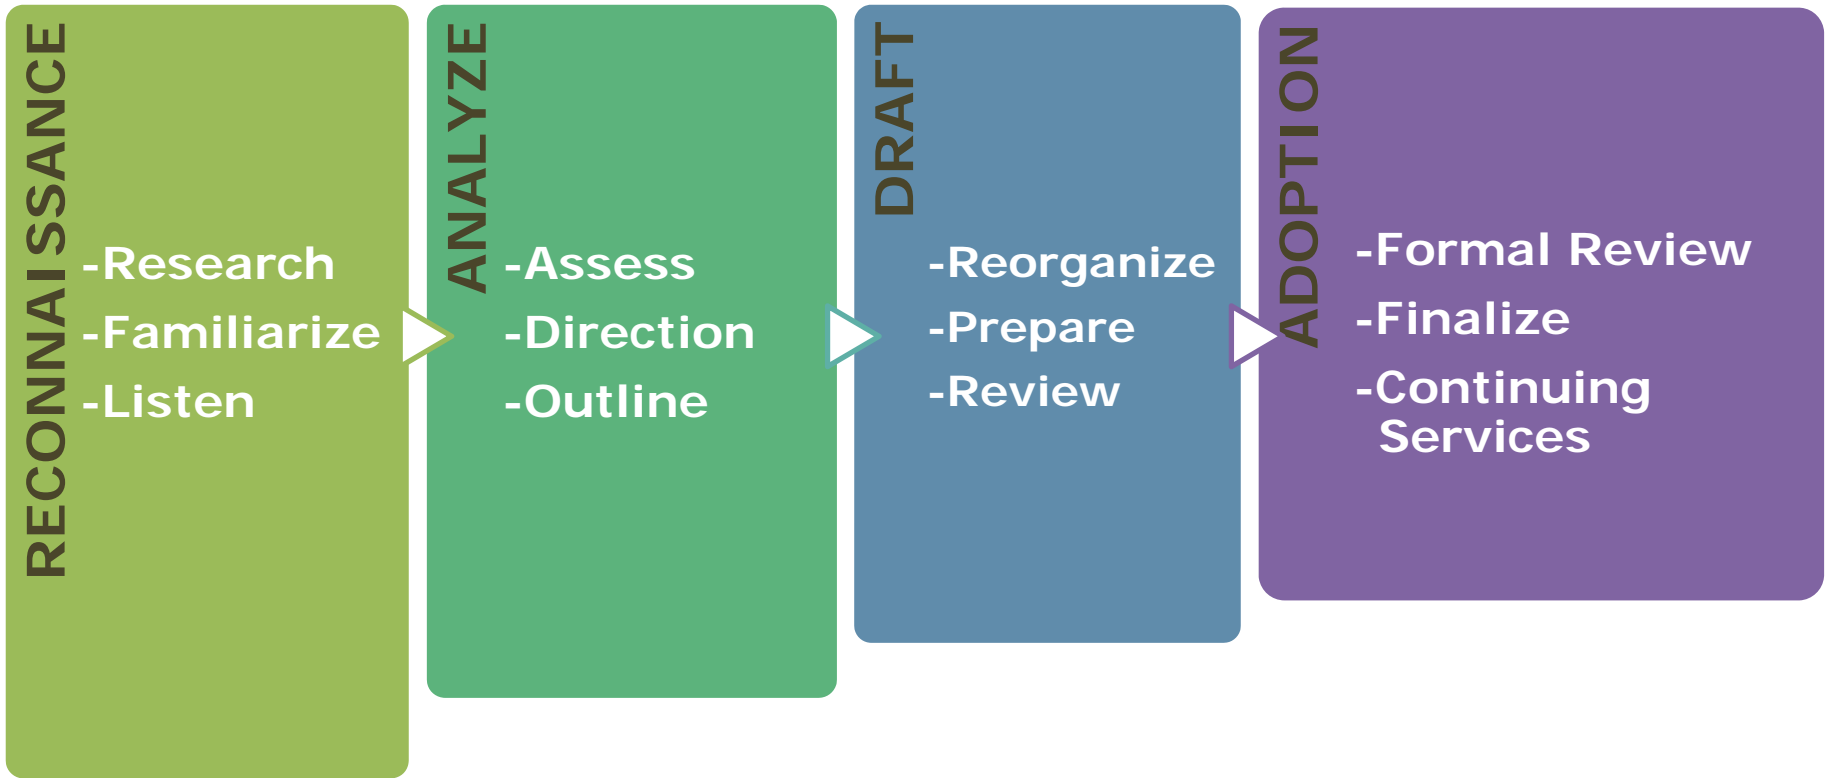 RECONNAISSANCE
-Research
-Familiarize
-Listen
ANALYZE
-Assess
-Direction
-Outline
DRAFT
-Reorganize
-Prepare
-Review
ADOPTION
-Formal Review
-Finalize
-Continuing
Services